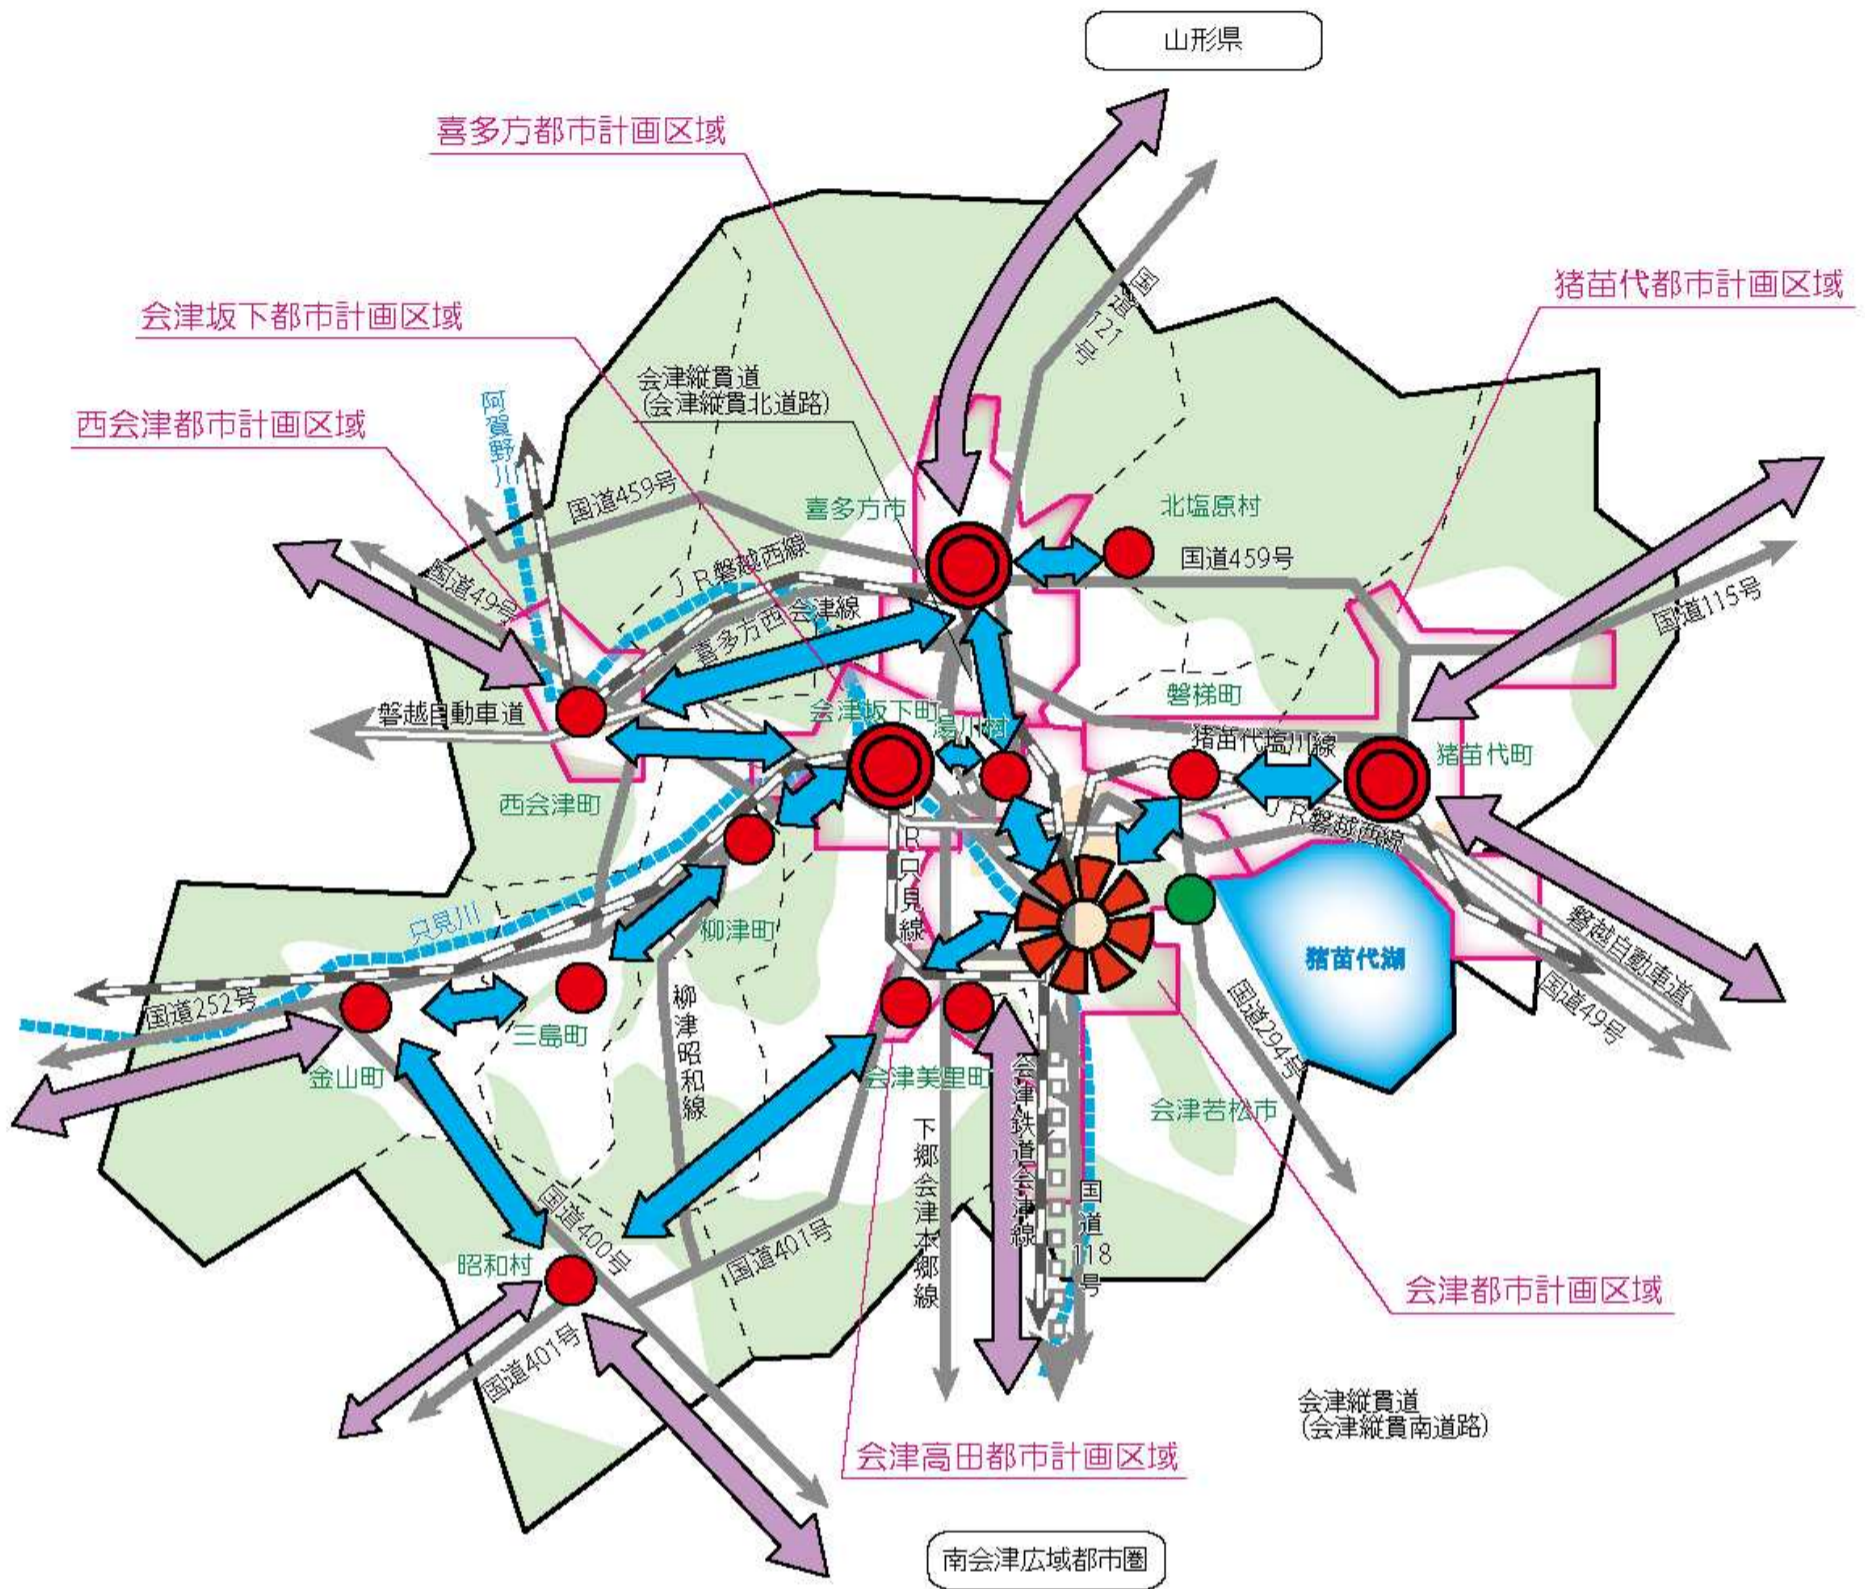 山形県
喜多方都市計画区域
猪苗代都市計画区域
会津坂下都市計画区域
国道121号
会津縦貫道
(会津縦貫北道路)
西会津都市計画区域
阿賀野川
国道459号
喜多方市
北塩原村
国道459号
JR磐越西線
国道49号
国道115号
喜多方西会津線
磐梯町
磐越自動車道
会津坂下町
湯川村
猪苗代塩川線
猪苗代町
西会津町
JR磐越西線
JR只見線
只見川
柳津町
猪苗代湖
磐越自動車道
国道49号
国道252号
三島町
柳津昭和線
国道294号
金山町
会津美里町
会津鉄道会津線
会津若松市
下郷会津本郷線
国道118号
国道400号
国道401号
昭和村
会津都市計画区域
国道401号
会津縦貫道
(会津縦貫南道路)
会津高田都市計画区域
南会津広域都市圏